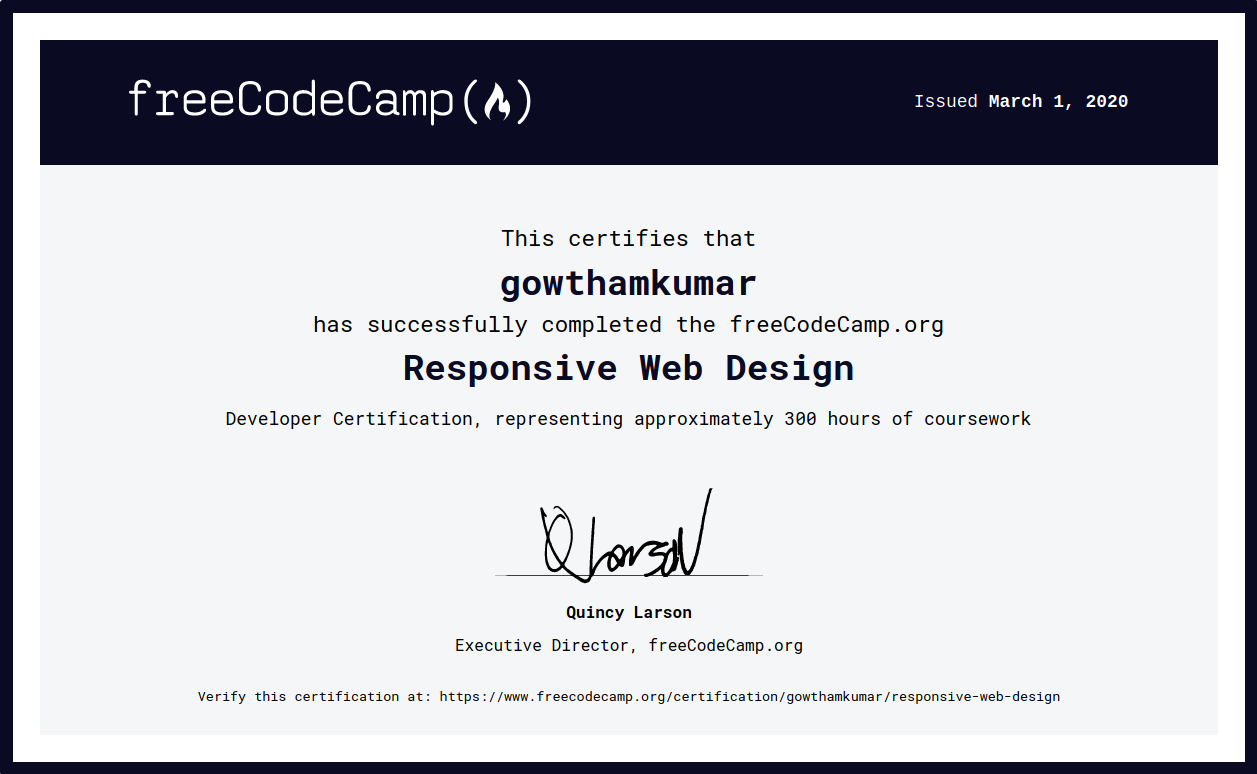 freeCodeCamp(🔥)
Issued March 1, 2020
This certifies that
gowthamkumar
has successfully completed the freeCodeCamp.org
Responsive Web Design
Developer Certification, representing approximately 300 hours of coursework
Q Larson
Quincy Larson
Executive Director, freeCodeCamp.org
Verify this certification at: https://www.freecodecamp.org/certification/gowthamkumar/responsive-web-design